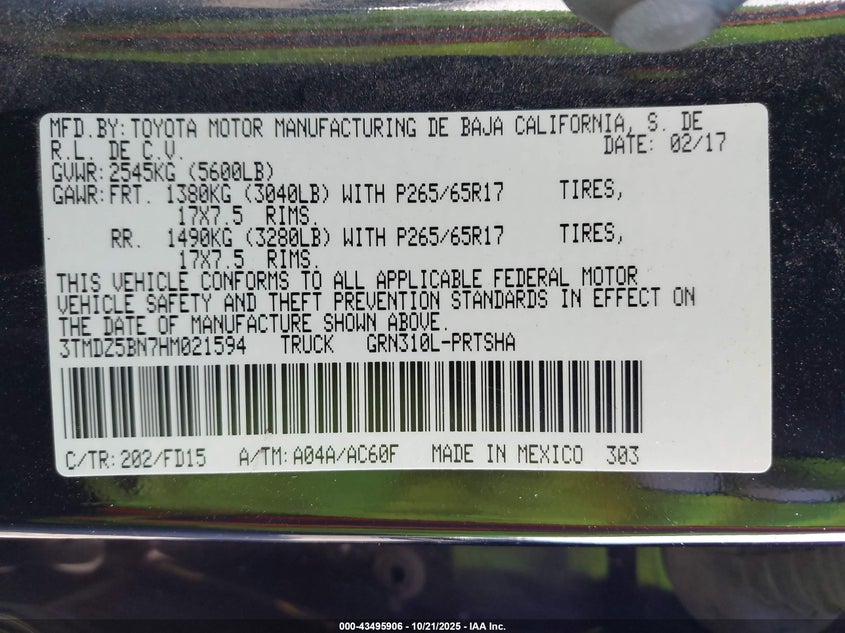 MFD.BY: TOYOTA MOTOR MANUFACTURING DE BAJA CALIFORNIA, S. DE
R.L. DE C.V. DATE: 02/17
GVWR: 2545KG (5600LB)
GAWR: FRT. 1380KG (3040LB) WITH P265/65R17 TIRES,
17X7.5 RIMS.
RR. 1490KG (3280LB) WITH P265/65R17 TIRES,
17X7.5 RIMS.
THIS VEHICLE CONFORMS TO ALL APPLICABLE FEDERAL MOTOR
VEHICLE SAFETY AND THEFT PREVENTION STANDARDS IN EFFECT ON
THE DATE OF MANUFACTURE SHOWN ABOVE.
3TMDZ5BN7HM021594 TRUCK GRN310L-PRTSHA
C/TR: 202/FD15 A/TM: A04A/AC60F MADE IN MEXICO 303
000-43495906 - 10/21/2025 - IAA Inc.